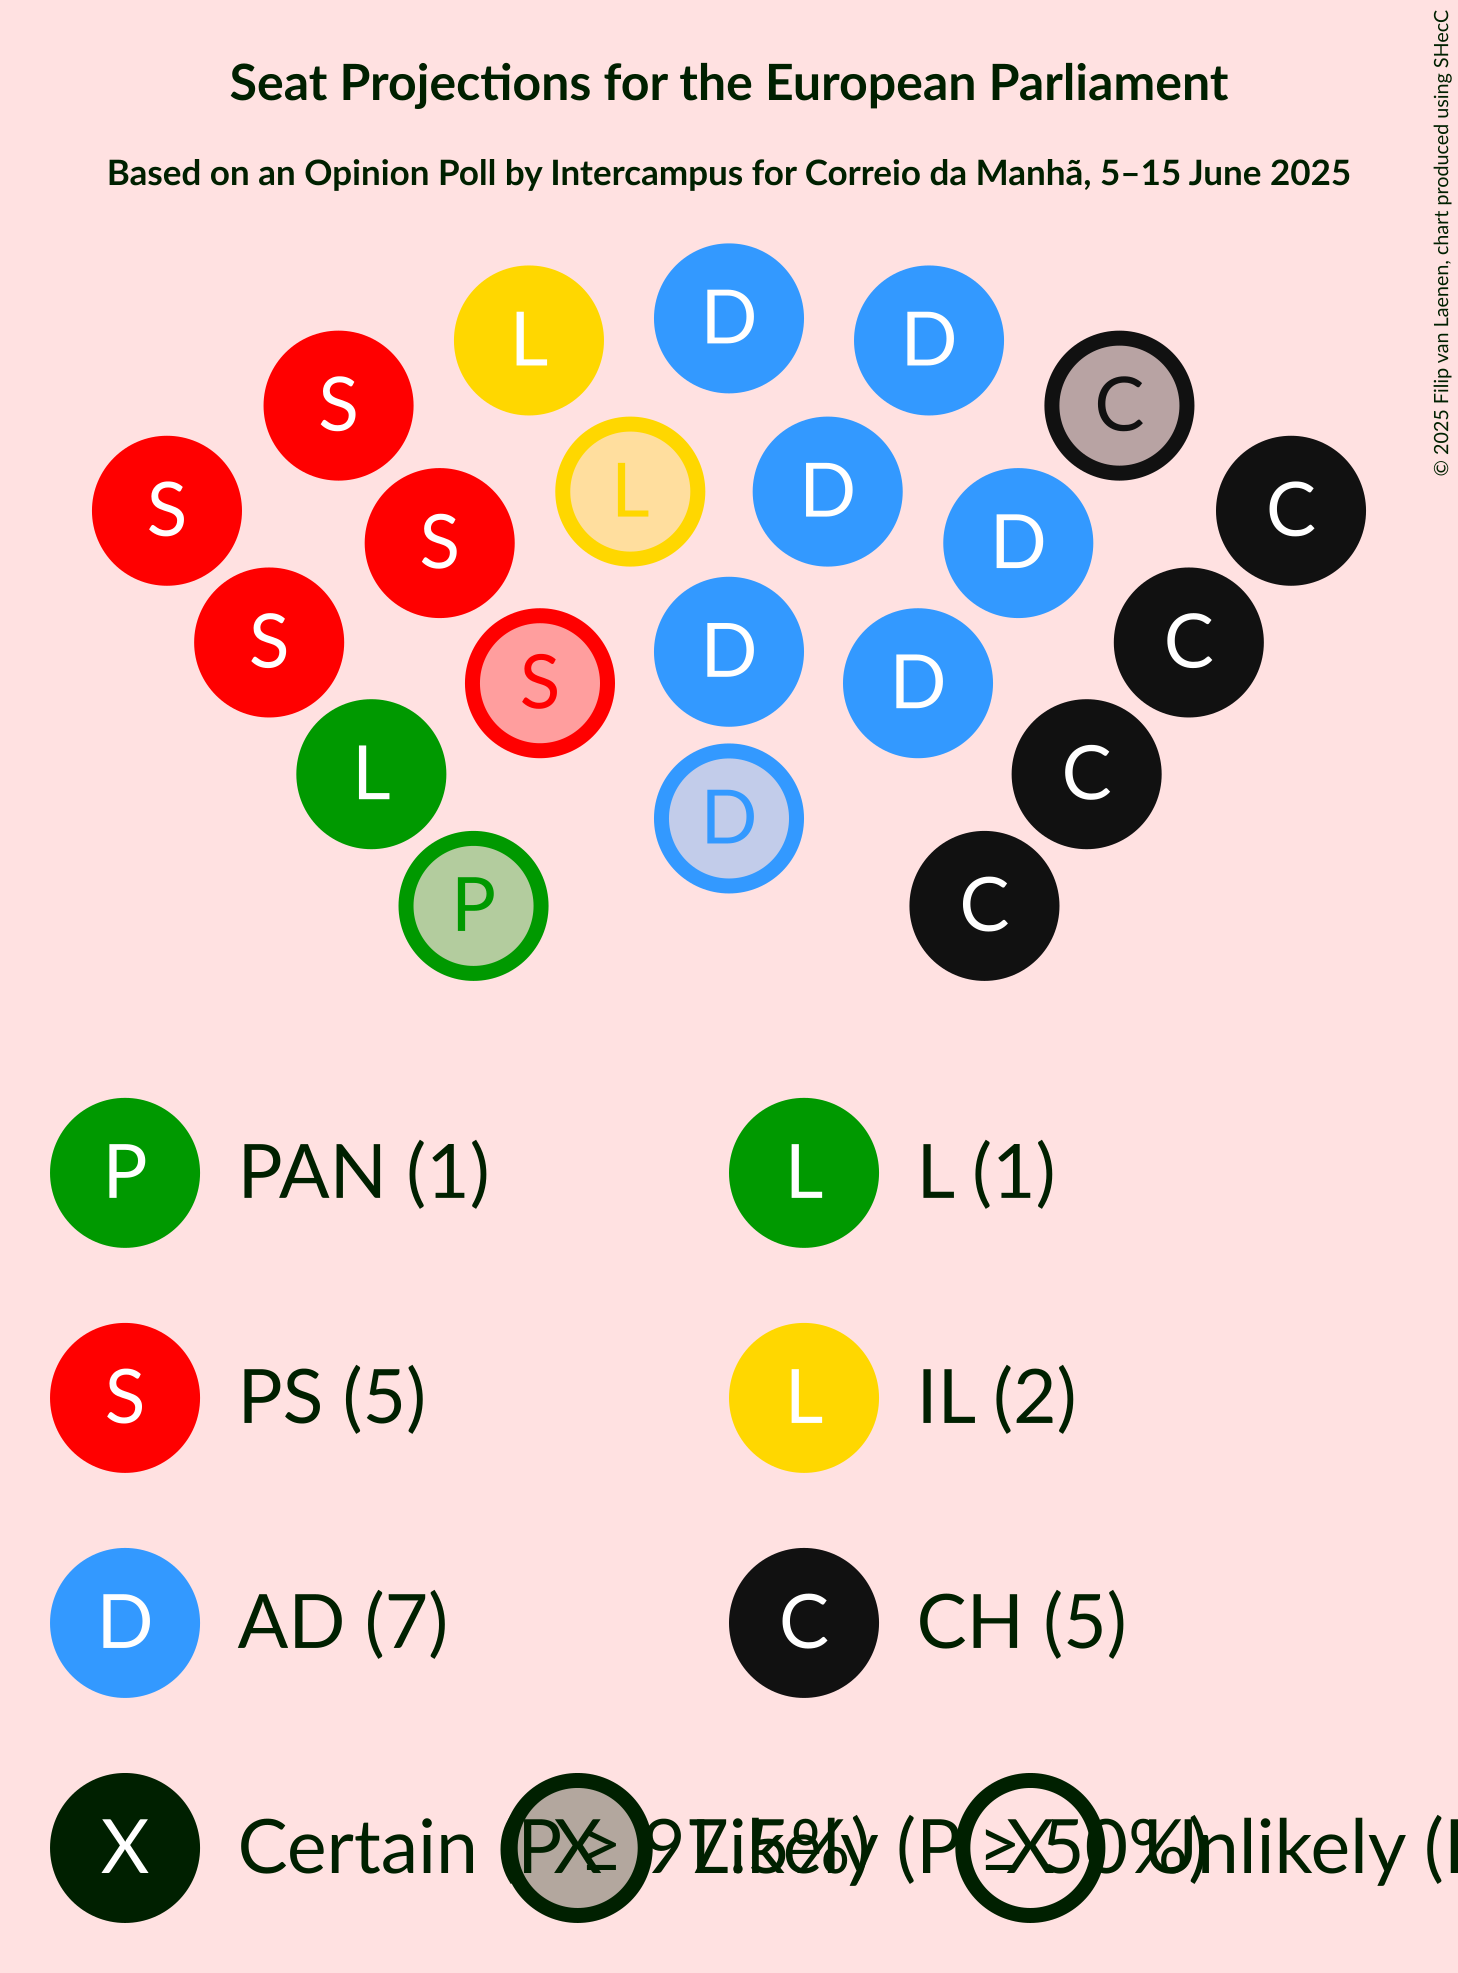 Seat Projections for the European Parliament
Based on an Opinion Poll by Intercampus for Correio da Manhã, 5–15 June 2025
© 2025 Filip van Laenen, chart produced using SHecC
D
L D
S C
S L D C
S D
S C
D
S D
L C
D
P C
P PAN (1) L L (1)
S PS (5) L IL (2)
D AD (7) C CH (5)
X Certain (P ≥ 97.5%) X Likely (P ≥ 50%) X Unlikely (